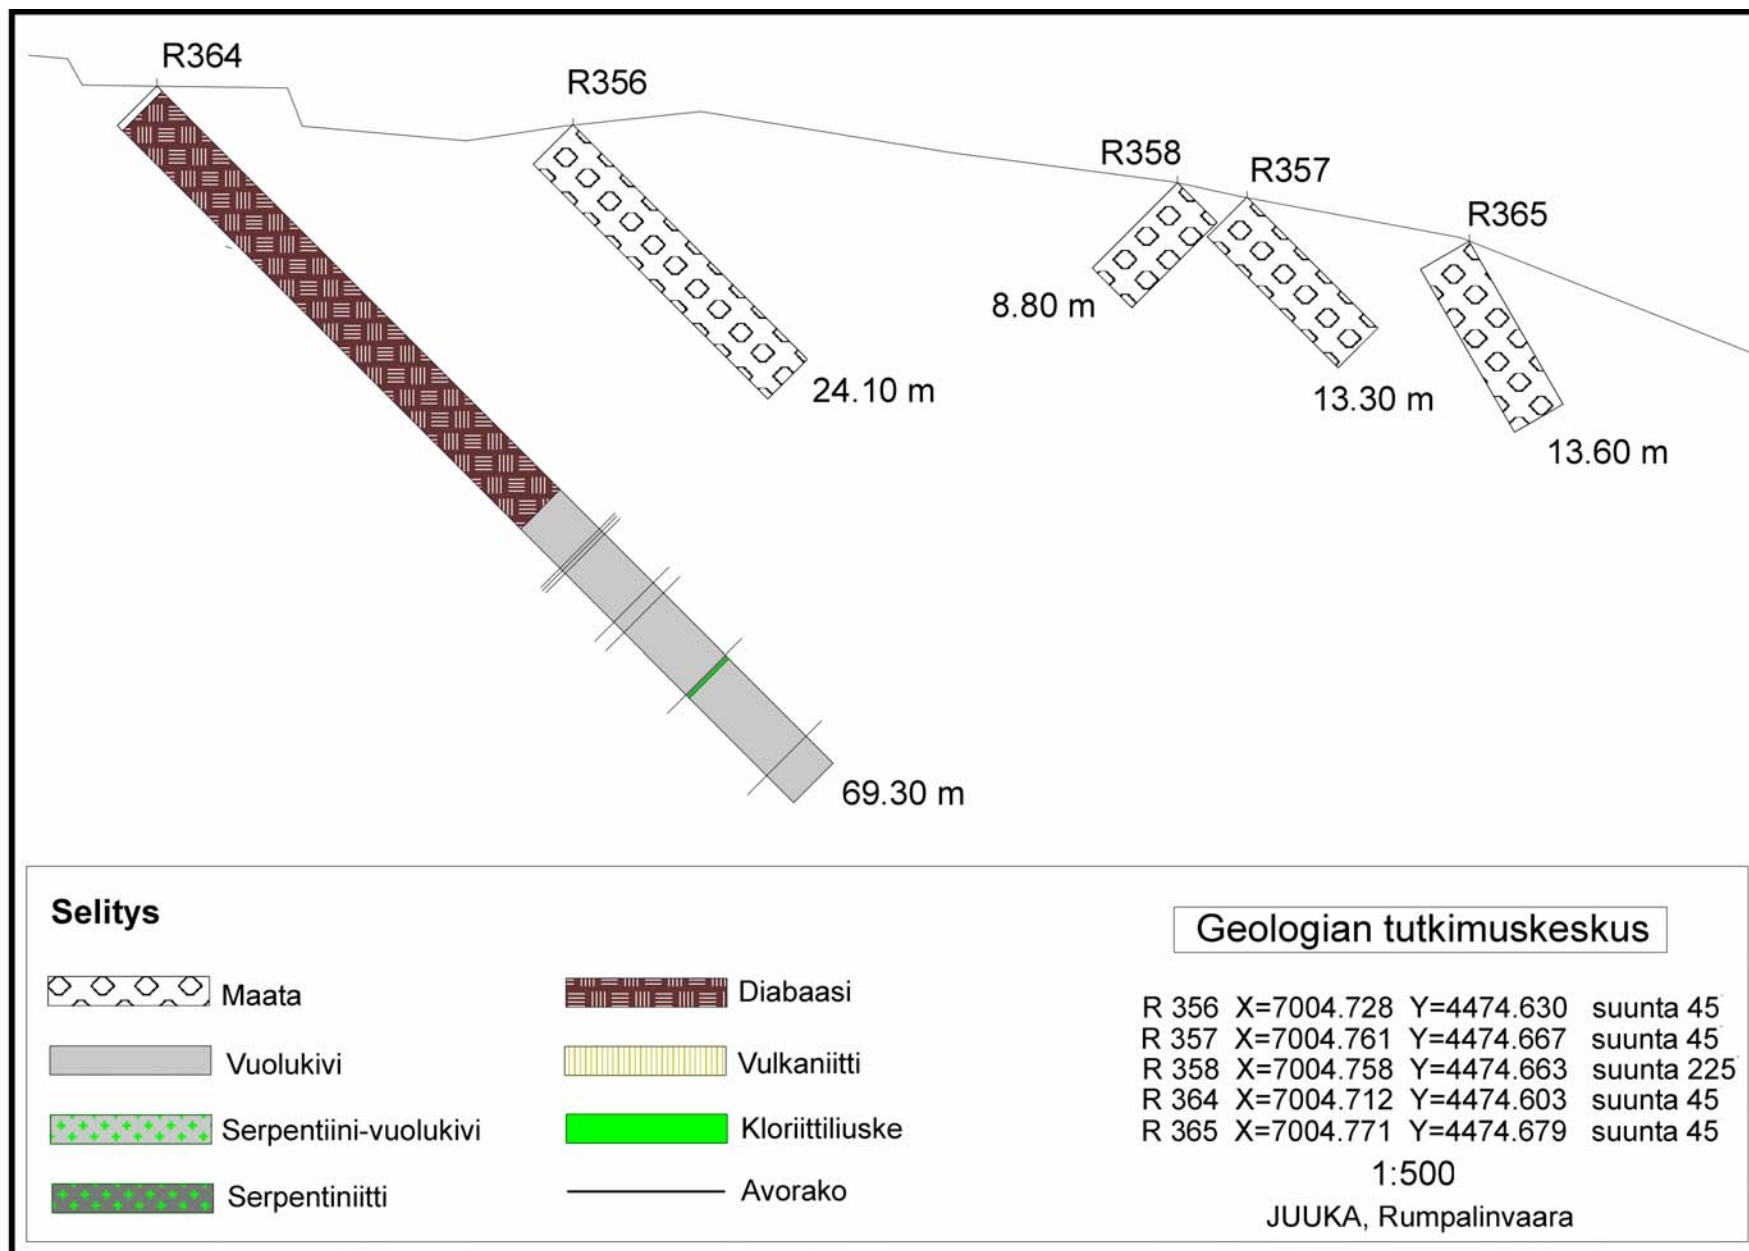 R364
R356
R358
R357
R365
8.80 m
24.10 m
13.30 m
13.60 m
69.30 m
Selitys
Maata
Vuolukivi
Serpentiini-vuolukivi
Serpentiniitti
Diabaasi
Vulkaniitti
Kloriittiliuske
Avorako
Geologian tutkimuskeskus
R 356 X=7004.728 Y=4474.630 suunta 45
R 357 X=7004.761 Y=4474.667 suunta 45
R 358 X=7004.758 Y=4474.663 suunta 225
R 364 X=7004.712 Y=4474.603 suunta 45
R 365 X=7004.771 Y=4474.679 suunta 45
1:500
JUUKA, Rumpalinvaara